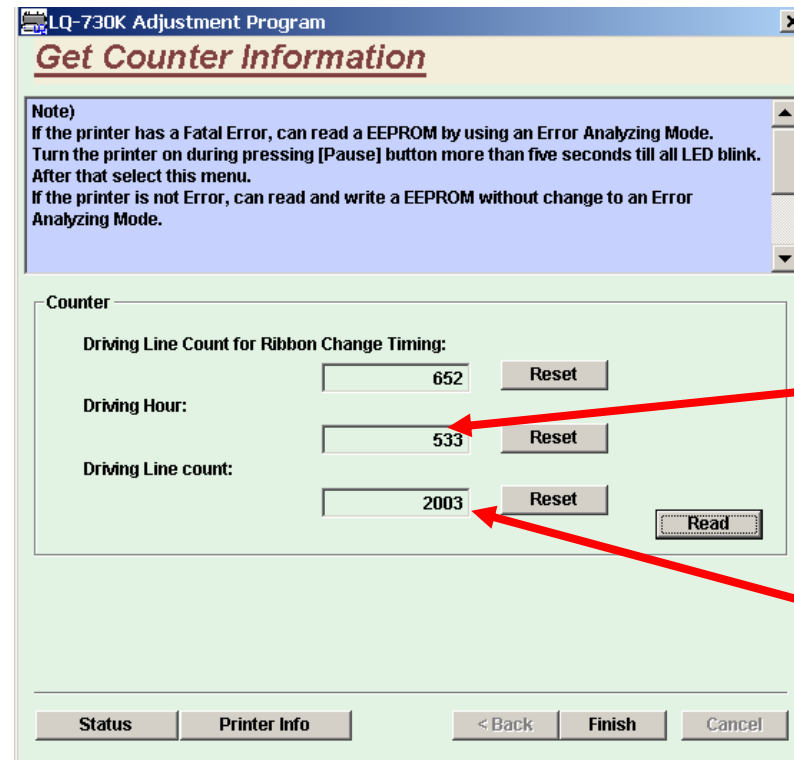 LQ-730K Adjustment Program
Get Counter Information
Note)
If the printer has a Fatal Error, can read a EEPROM by using an Error Analyzing Mode.
Turn the printer on during pressing [Pause] button more than five seconds till all LED blink.
After that select this menu.
If the printer is not Error, can read and write a EEPROM without change to an Error
Analyzing Mode.
Counter
Driving Line Count for Ribbon Change Timing:
652 Reset
Driving Hour:
533 Reset
Driving Line count:
2003 Reset
Read
Status Printer Info < Back Finish Cancel